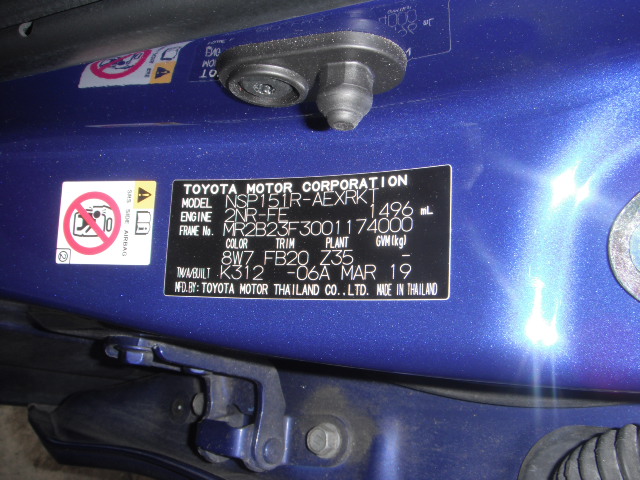 TOYOTA MOTOR CORPORATION
MODEL NSP151R-AEXRKT
ENGINE 2NR-FE 1496 mL
FRAME No. MR2B23F3001174000
COLOR TRIM PLANT GVM(kg)
8W7 FB20 Z35 -
TM/A/BUILT K312 -06A MAR 19
MFD.BY: TOYOTA MOTOR THAILAND CO.,LTD. MADE IN THAILAND
SRS SIDE AIRBAG